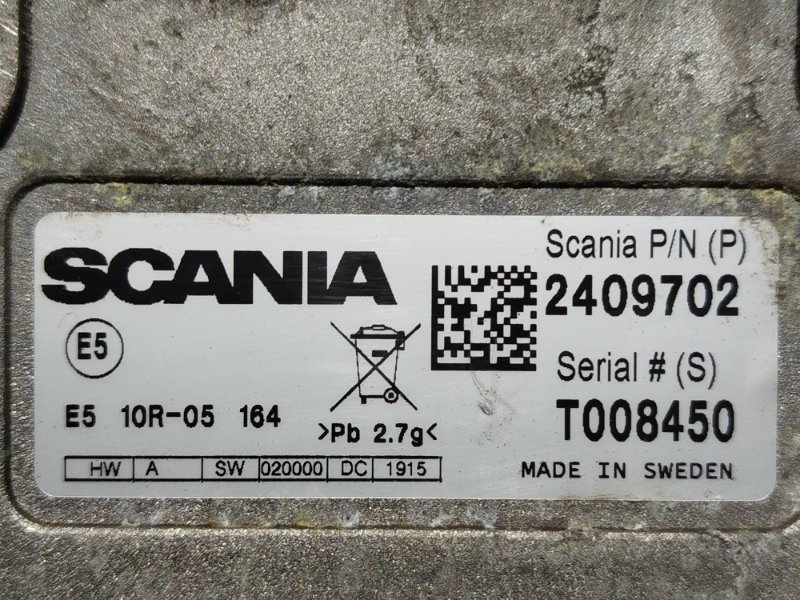 SCANIA
Scania P/N (P)
2409702
E5
Serial # (S)
T008450
E5 10R-05 164
>Pb 2.7g<
HW A SW 020000 DC 1915
MADE IN SWEDEN